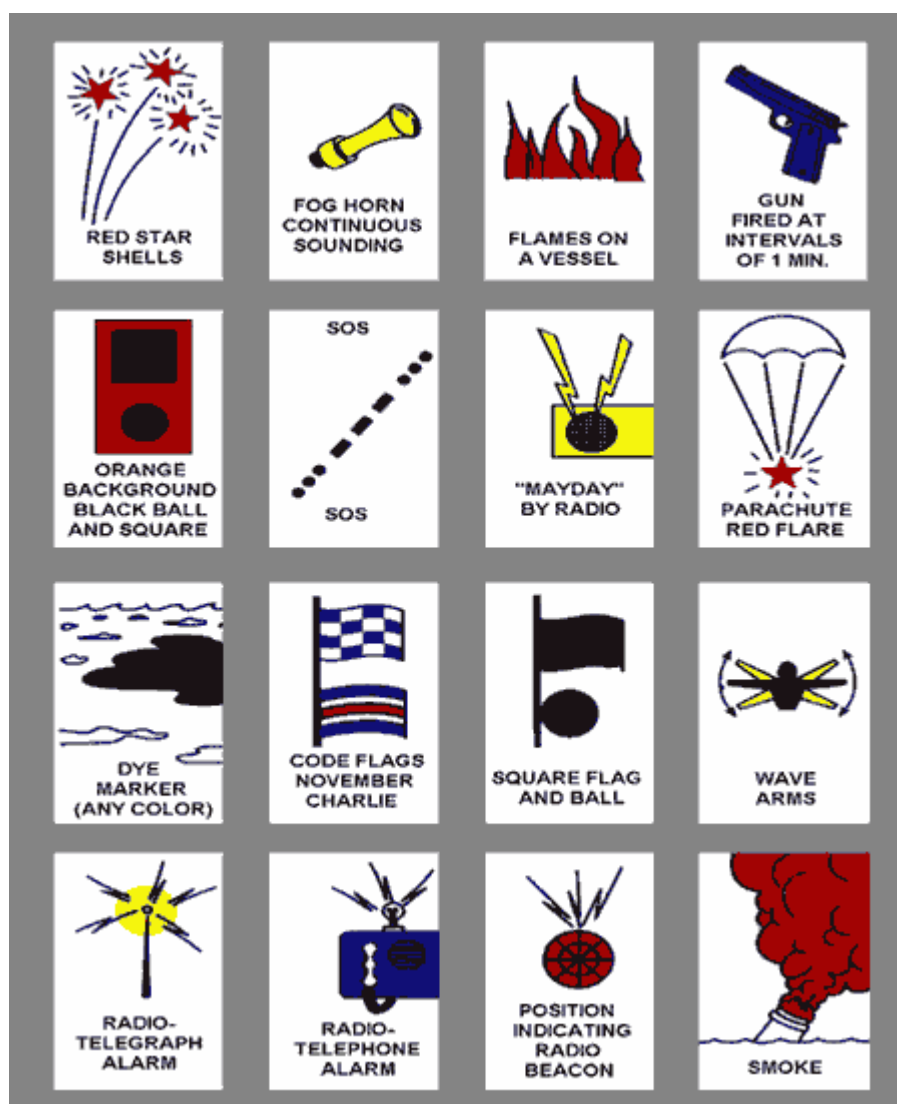 RED STAR
SHELLS
FOG HORN
CONTINUOUS
SOUNDING
FLAMES ON
A VESSEL
GUN
FIRED AT
INTERVALS
OF 1 MIN.
ORANGE
BACKGROUND
BLACK BALL
AND SQUARE
SOS
SOS
"MAYDAY"
BY RADIO
PARACHUTE
RED FLARE
DYE
MARKER
(ANY COLOR)
CODE FLAGS
NOVEMBER
CHARLIE
SQUARE FLAG
AND BALL
WAVE
ARMS
RADIO-
TELEGRAPH
ALARM
RADIO-
TELEPHONE
ALARM
POSITION
INDICATING
RADIO
BEACON
SMOKE